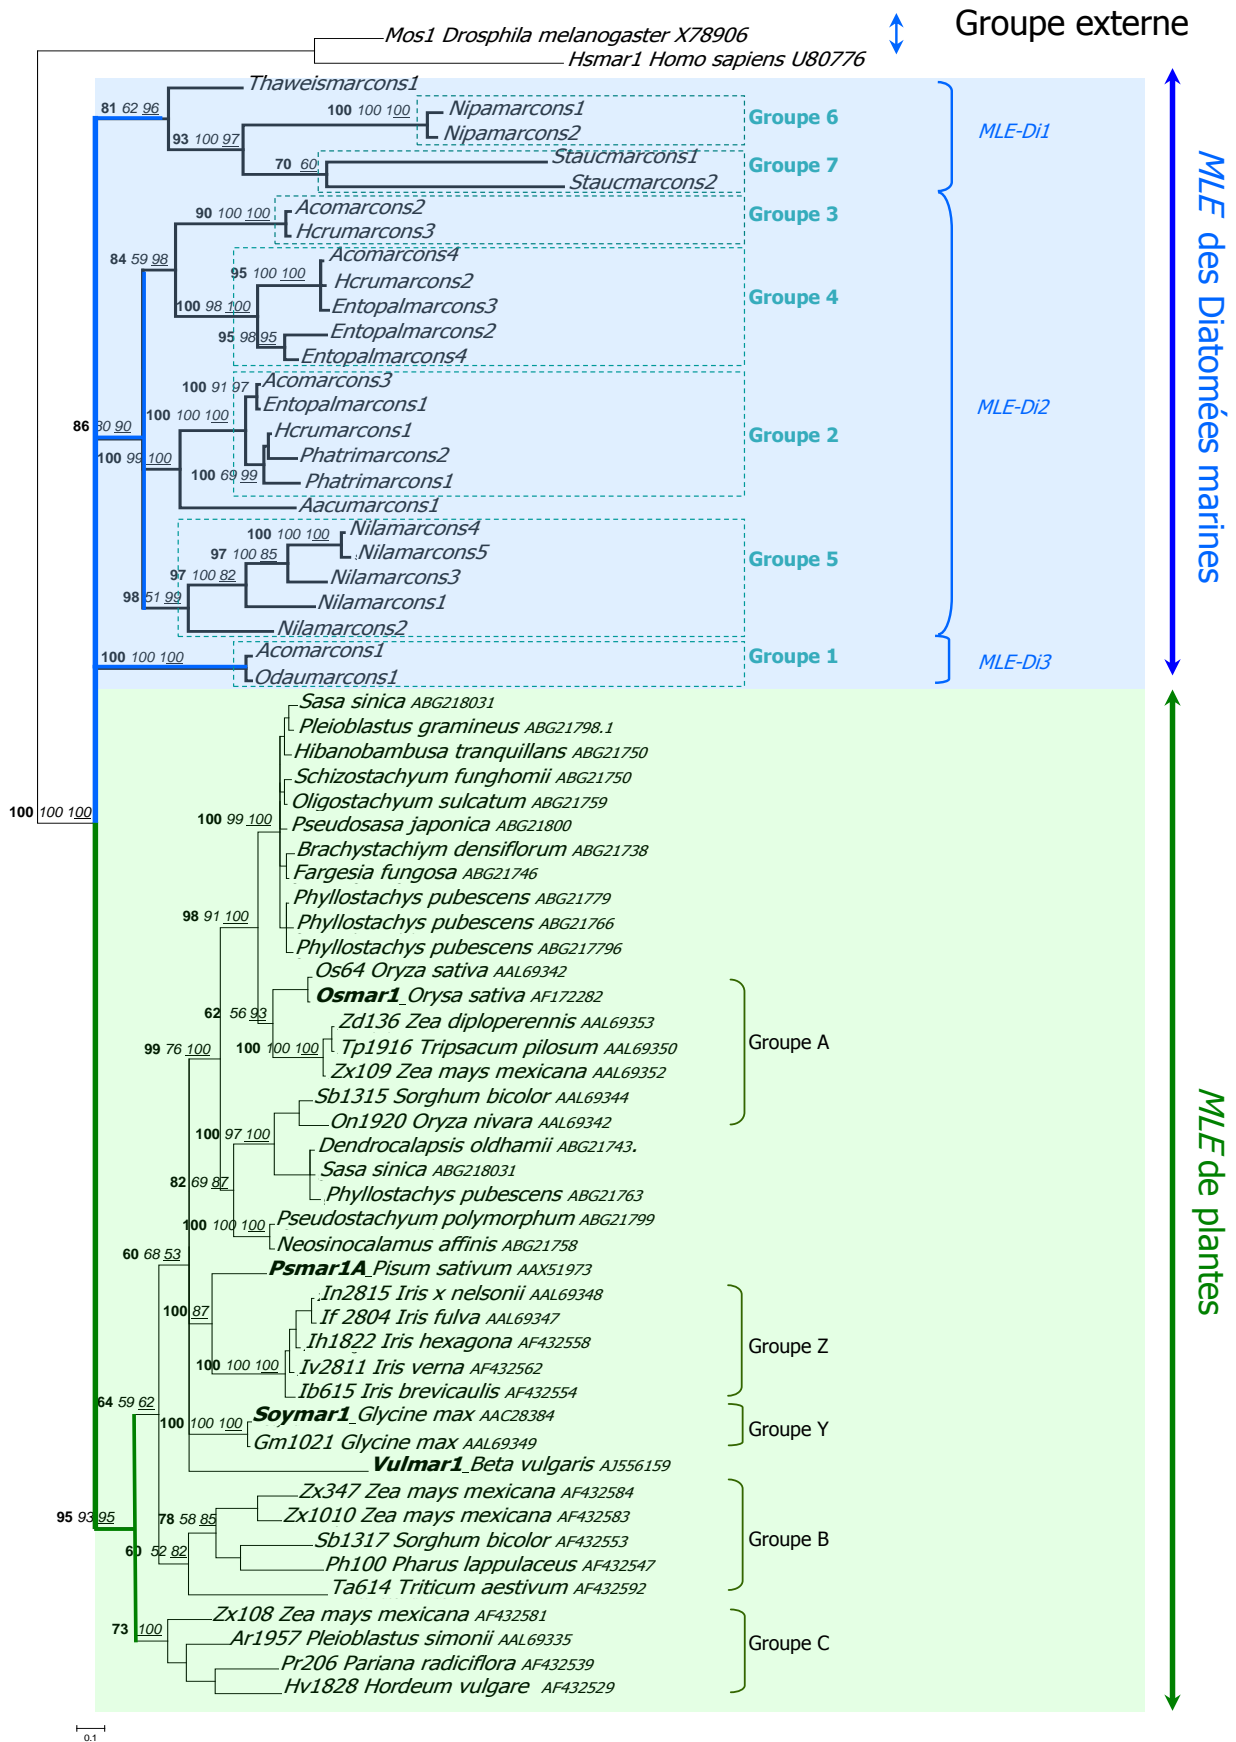 Groupe externe
Mos1 Drosphila melanogaster X78906
Hsmar1 Homo sapiens U80776
Thaweismarcons1
81 62 96
100 100 100
Nipamarcons1
Groupe 6
Nipamarcons2
MLE-Di1
93 100 97
Staucmarcons1
Groupe 7
70 60
Staucmarcons2
90 100 100
Acomarcons2
Groupe 3
Hcrumarcons3
84 59 98
Acomarcons4
95 100 100
Hcrumarcons2
Groupe 4
100 98 100
Entopalmarcons3
Entopalmarcons2
95 98 95
Entopalmarcons4
Acomarcons3
100 91 97
Entopalmarcons1
MLE-Di2
100 100 100
Hcrumarcons1
Groupe 2
86 80 90
Phatrimarcons2
100 99 100
100 69 99
Phatrimarcons1
Aacumarcons1
Nilamarcons4
100 100 100
Nilamarcons5
97 100 85
Groupe 5
97 100 82
Nilamarcons3
98 51 99
Nilamarcons1
Nilamarcons2
Acomarcons1
100 100 100
Groupe 1
MLE-Di3
Odaumarcons1
MLE des Diatomées marines
Sasa sinica ABG218031
Pleioblastus gramineus ABG21798.1
Hibanobambusa tranquillans ABG21750
Schizostachyum funghomii ABG21750
Oligostachyum sulcatum ABG21759
100 100 100
Pseudosasa japonica ABG21800
100 99 100
Brachystachiym densiflorum ABG21738
Fargesia fungosa ABG21746
Phyllostachys pubescens ABG21779
98 91 100
Phyllostachys pubescens ABG21766
Phyllostachys pubescens ABG217796
Os64 Oryza sativa AAL69342
Osmar1_Orysa sativa AF172282
62 56 93
Zd136 Zea diploperennis AAL69353
Groupe A
99 76 100
100 100 100
Tp1916 Tripsacum pilosum AAL69350
Zx109 Zea mays mexicana AAL69352
Sb1315 Sorghum bicolor AAL69344
On1920 Oryza nivara AAL69342
100 97 100
Dendrocalapsis oldhamii ABG21743.
Sasa sinica ABG218031
82 69 87
Phyllostachys pubescens ABG21763
100 100 100
Pseudostachyum polymorphum ABG21799
Neosinocalamus affinis ABG21758
60 68 53
Psmar1A_Pisum sativum AAX51973
In2815 Iris x nelsonii AAL69348
100 87
If 2804 Iris fulva AAL69347
Ih1822 Iris hexagona AF432558
Groupe Z
100 100 100
Iv2811 Iris verna AF432562
Ib615 Iris brevicaulis AF432554
64 59 62
Soymar1_Glycine max AAC28384
100 100 100
Groupe Y
Gm1021 Glycine max AAL69349
Vulmar1_Beta vulgaris AJ556159
Zx347 Zea mays mexicana AF432584
95 93 95
78 58 85
Zx1010 Zea mays mexicana AF432583
Sb1317 Sorghum bicolor AF432553
Groupe B
60 52 82
Ph100 Pharus lappulaceus AF432547
Ta614 Triticum aestivum AF432592
Zx108 Zea mays mexicana AF432581
73 100
Ar1957 Pleioblastus simonii AAL69335
Groupe C
Pr206 Pariana radiciflora AF432539
Hv1828 Hordeum vulgare AF432529
MLE de plantes
0.1